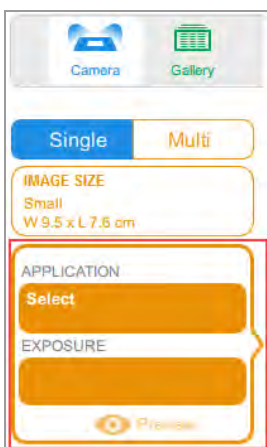 Camera Gallery
Single Multi
IMAGE SIZE
Small
W 9.5 x L 7.6 cm
APPLICATION
Select
EXPOSURE
Preview